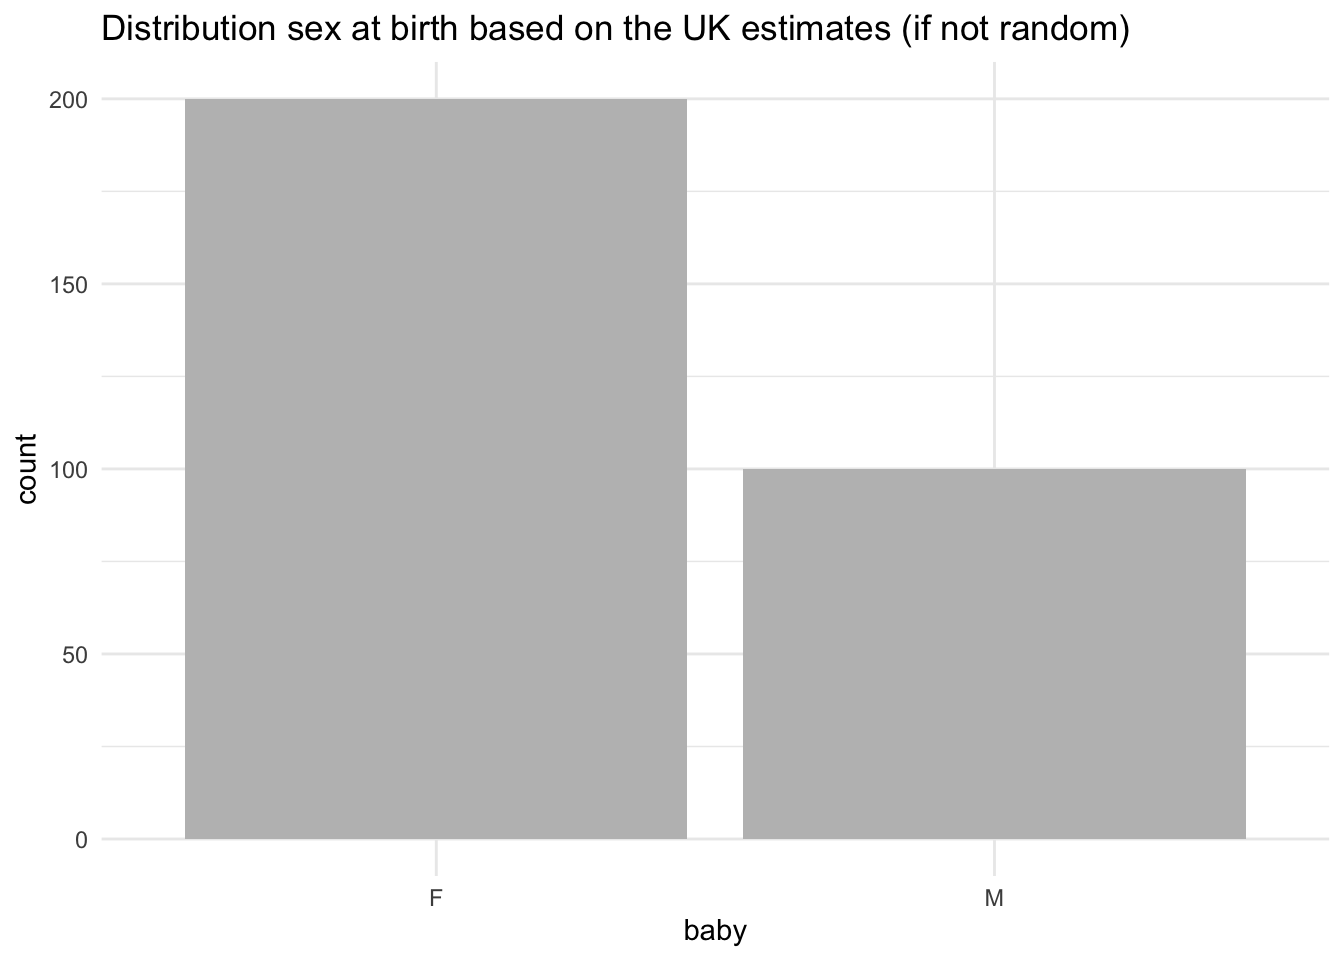 Distribution sex at birth based on the UK estimates (if not random)
200
150
100
50
0
count
F
M
baby